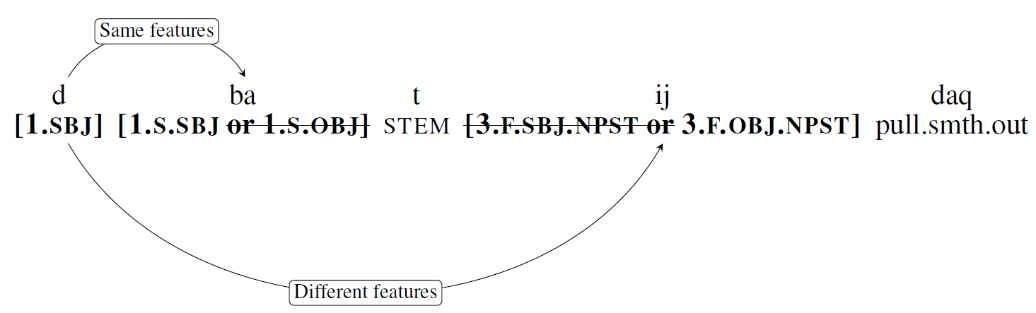 Same features
d ba t ij daq
[1.SBJ] [1.S.SBJ or 1.S.OBJ] STEM [3.F.SBJ.NPST or 3.F.OBJ.NPST] pull.smth.out
Different features